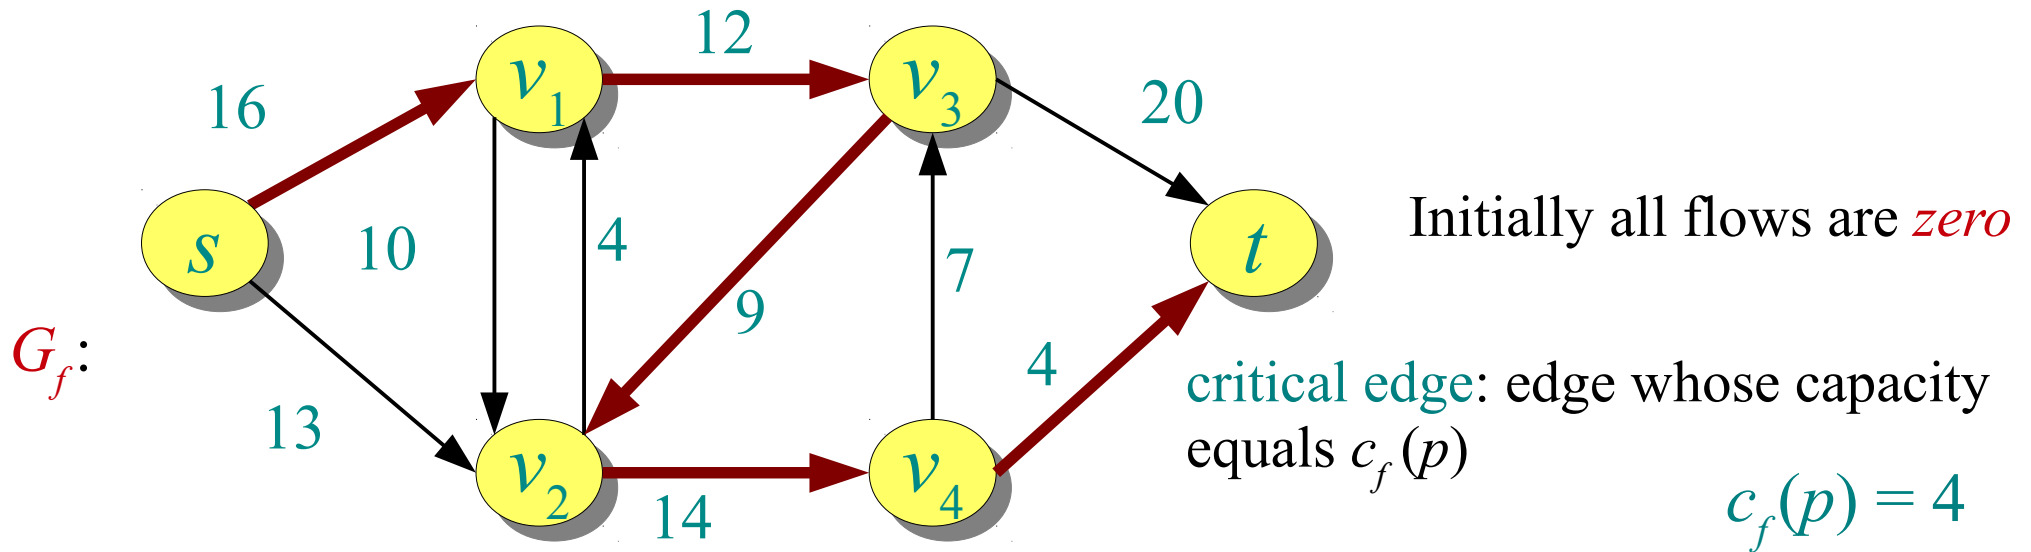 12
v1
v3
16
20
s
10
4
9
7
t
Initially all flows are zero
Gf:
13
4
critical edge: edge whose capacity
equals cf (p)
v2
14
v4
cf (p) = 4